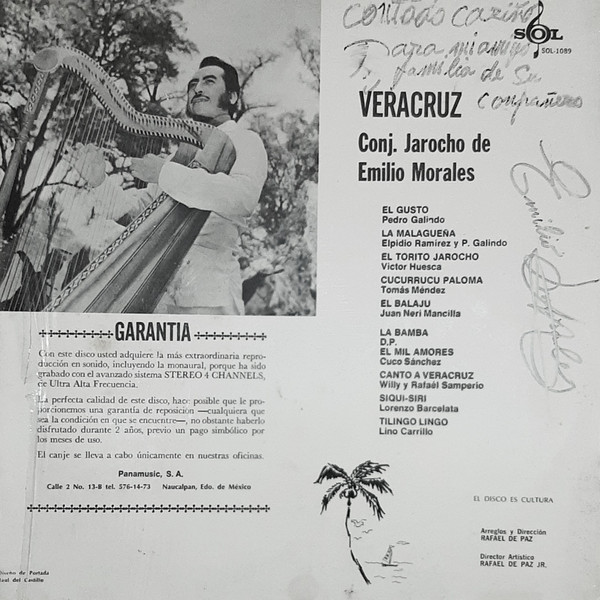 con todo cariño
Para mi amigo
familia de Su
compañero
SOL
SOL-1089
VERACRUZ
Conj. Jarocho de
Emilio Morales
Emilio Morales
EL GUSTO
Pedro Galindo
LA MALAGUEÑA
Elpidio Ramirez y P. Galindo
EL TORITO JAROCHO
Victor Huesca
CUCURRUCU PALOMA
Tomás Méndez
EL BALAJU
Juan Neri Mancilla
LA BAMBA
D.P.
EL MIL AMORES
Cuco Sánchez
CANTO A VERACRUZ
Willy y Rafaél Samperio
SIQUI-SIRI
Lorenzo Barcelata
TILINGO LINGO
Lino Carrillo
GARANTIA
Con este disco usted adquiere la más extraordinaria repro-
ducción en sonido, incluyendo la monaural, porque ha sido
grabado con el avanzado sistema STEREO 4 CHANNELS,
de Ultra Alta Frecuencia.
La perfecta calidad de este disco, hace posible que le pro-
porcionemos una garantía de reposición —cualquiera que
sea la condición en que se encuentre—, no obstante haberlo
disfrutado durante 2 años, previo un pago simbólico por
los meses de uso.
El canje se lleva a cabo únicamente en nuestras oficinas.
Panamusic, S. A.
Calle 2 No. 13-B tel. 576-14-73 Naucalpan, Edo. de México
EL DISCO ES CULTURA
Arreglos y Dirección
RAFAEL DE PAZ
Director Artístico
RAFAEL DE PAZ JR.
de Portada
del Castillo